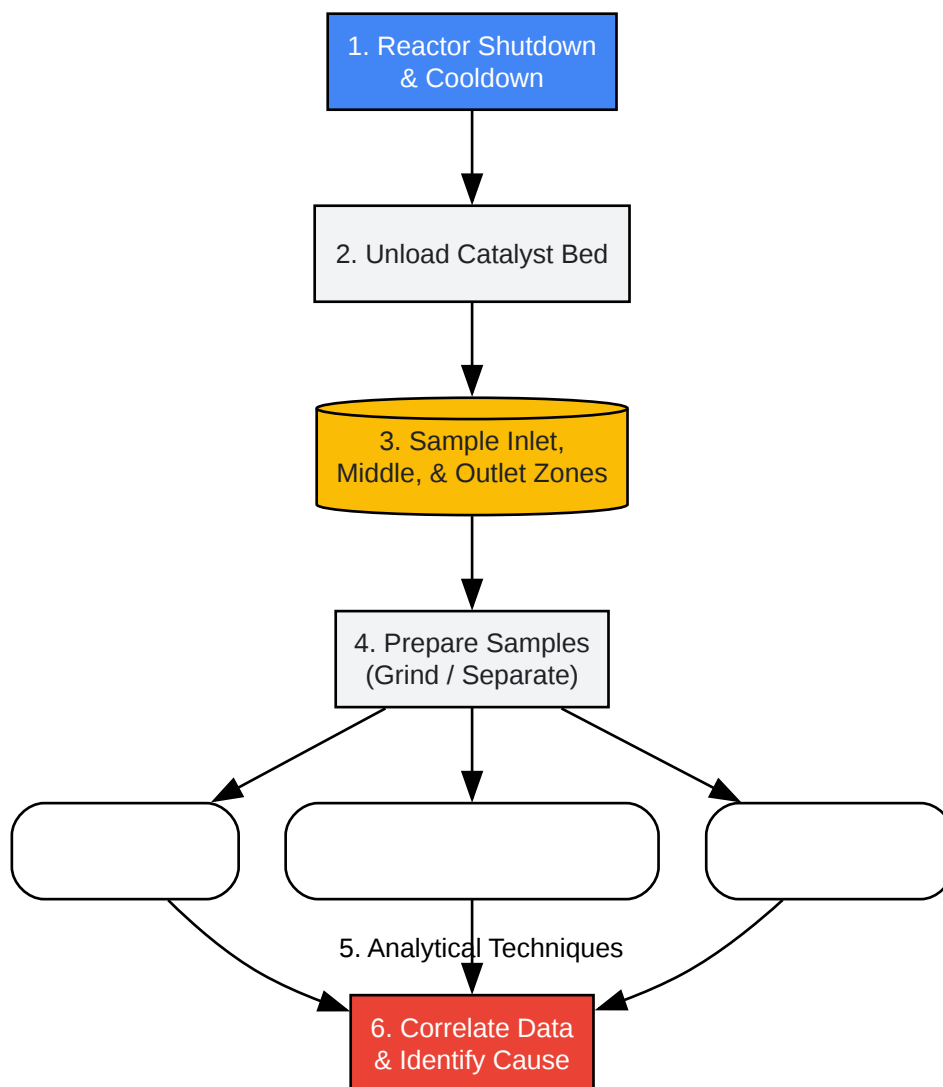 1. Reactor Shutdown
& Cooldown
2. Unload Catalyst Bed
3. Sample Inlet,
Middle, & Outlet Zones
4. Prepare Samples
(Grind / Separate)
5. Analytical Techniques
6. Correlate Data
& Identify Cause